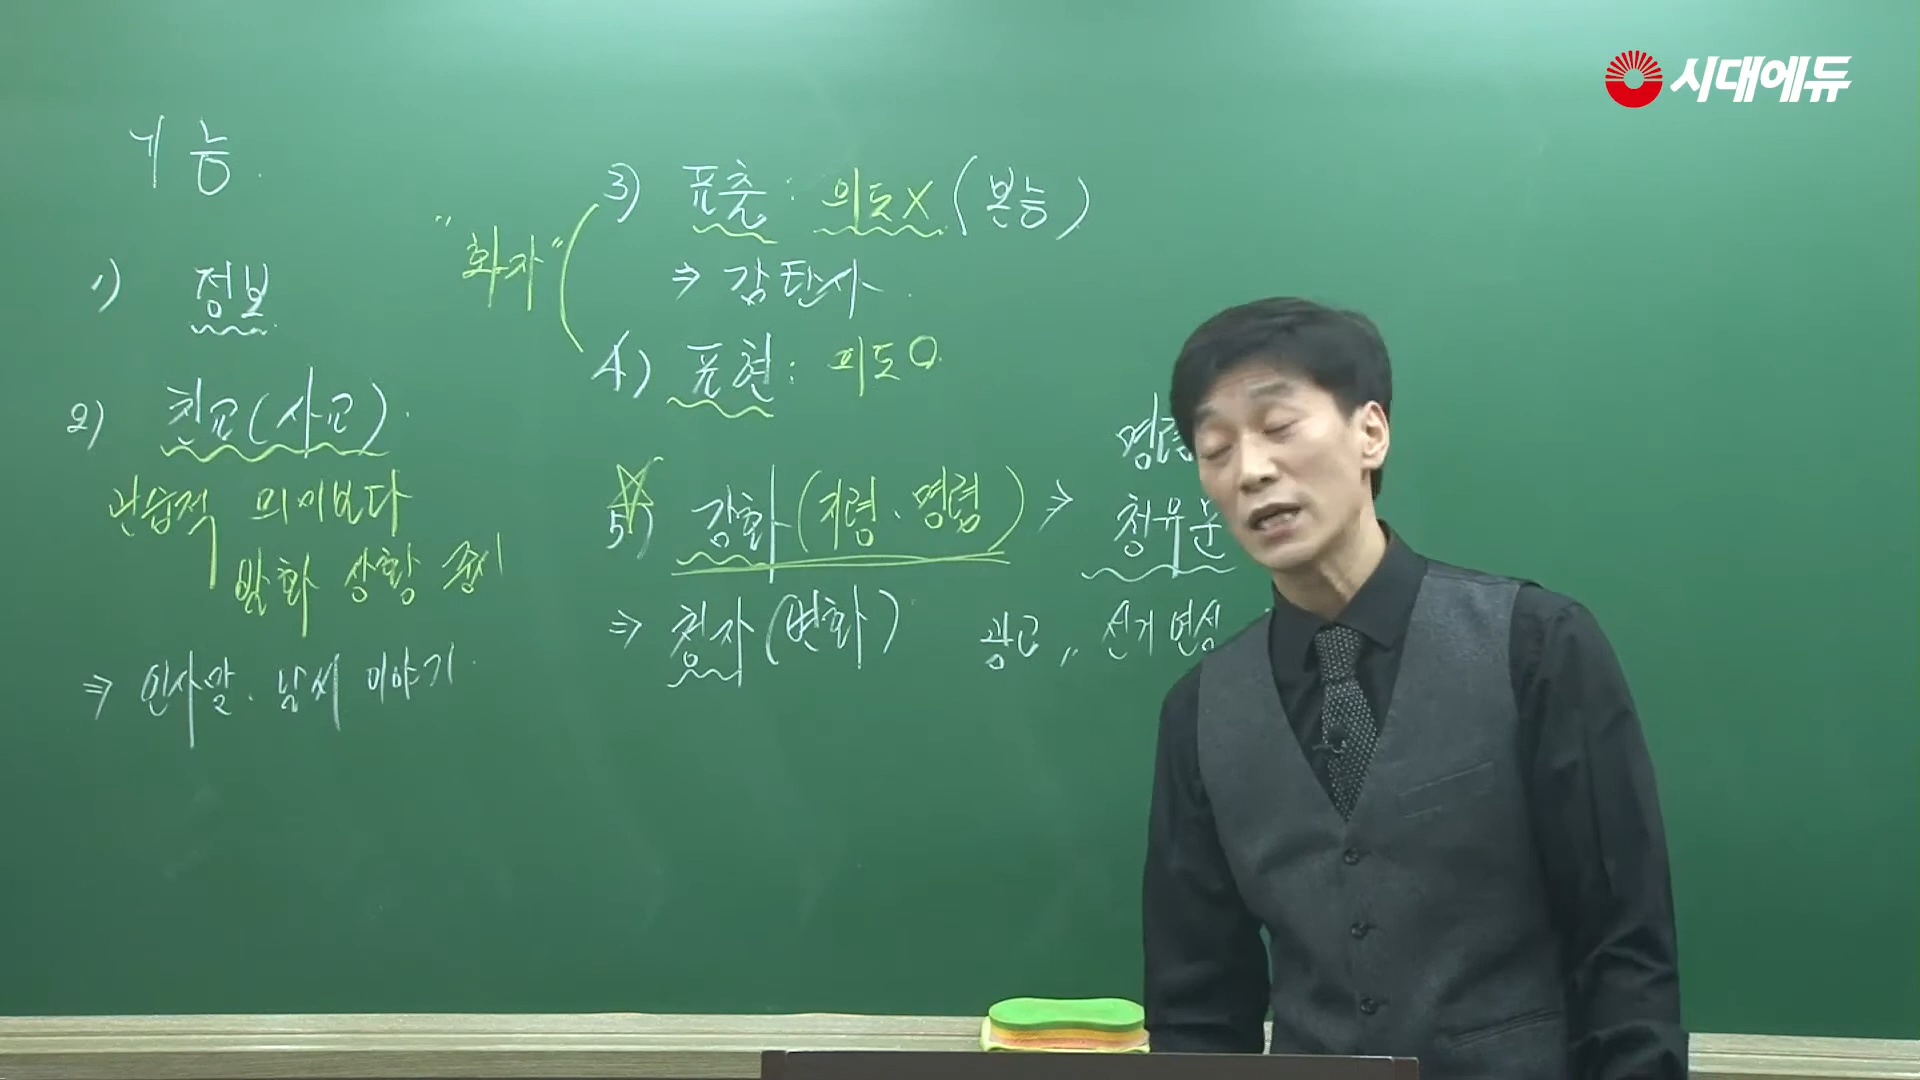 시대에듀
기능.
1) 정보
2) 친교(사교).
관습적 의미보다
발화 상황 중시
⇒ 인사말. 날씨 이야기.
"화자"
3) 표출 : 의도X (본능)
⇒ 감탄사.
4) 표현 : 의도O.
☆
5) 감화(지령. 명령) ⇒
명령
청유문
⇒ 청자(변화) 광고,, 선거 연설